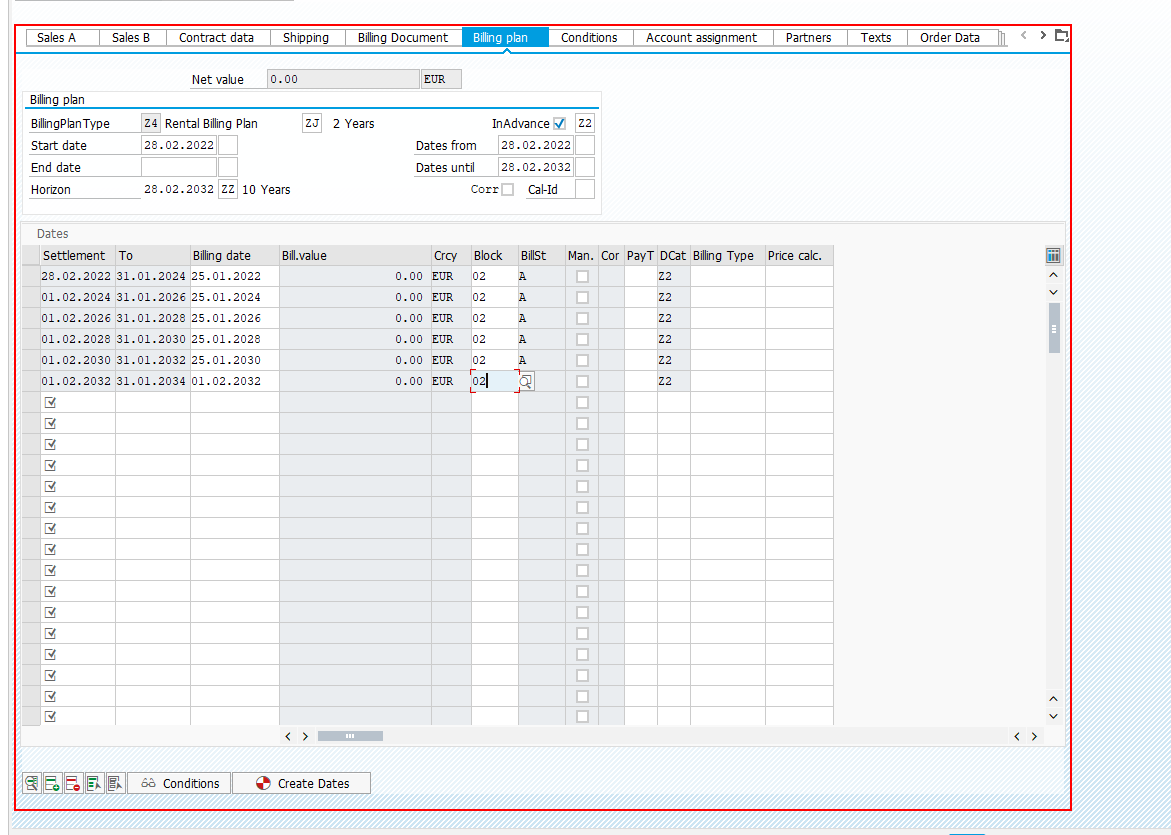 Sales A Sales B Contract data Shipping Billing Document Billing plan Conditions Account assignment Partners Texts Order Data
Net value 0.00 EUR
Billing plan
BillingPlanType Z4 Rental Billing Plan ZJ 2 Years InAdvance Z2
Start date 28.02.2022 Dates from 28.02.2022
End date Dates until 28.02.2032
Horizon 28.02.2032 ZZ 10 Years Corr Cal-Id
Dates
Settlement To Billing date Bill.value Crcy Block BillSt Man. Cor PayT DCat Billing Type Price calc.
28.02.2022 31.01.2024 25.01.2022 0.00 EUR 02 A Z2
01.02.2024 31.01.2026 25.01.2024 0.00 EUR 02 A Z2
01.02.2026 31.01.2028 25.01.2026 0.00 EUR 02 A Z2
01.02.2028 31.01.2030 25.01.2028 0.00 EUR 02 A Z2
01.02.2030 31.01.2032 25.01.2030 0.00 EUR 02 A Z2
01.02.2032 31.01.2034 01.02.2032 0.00 EUR 02 Z2
Conditions Create Dates